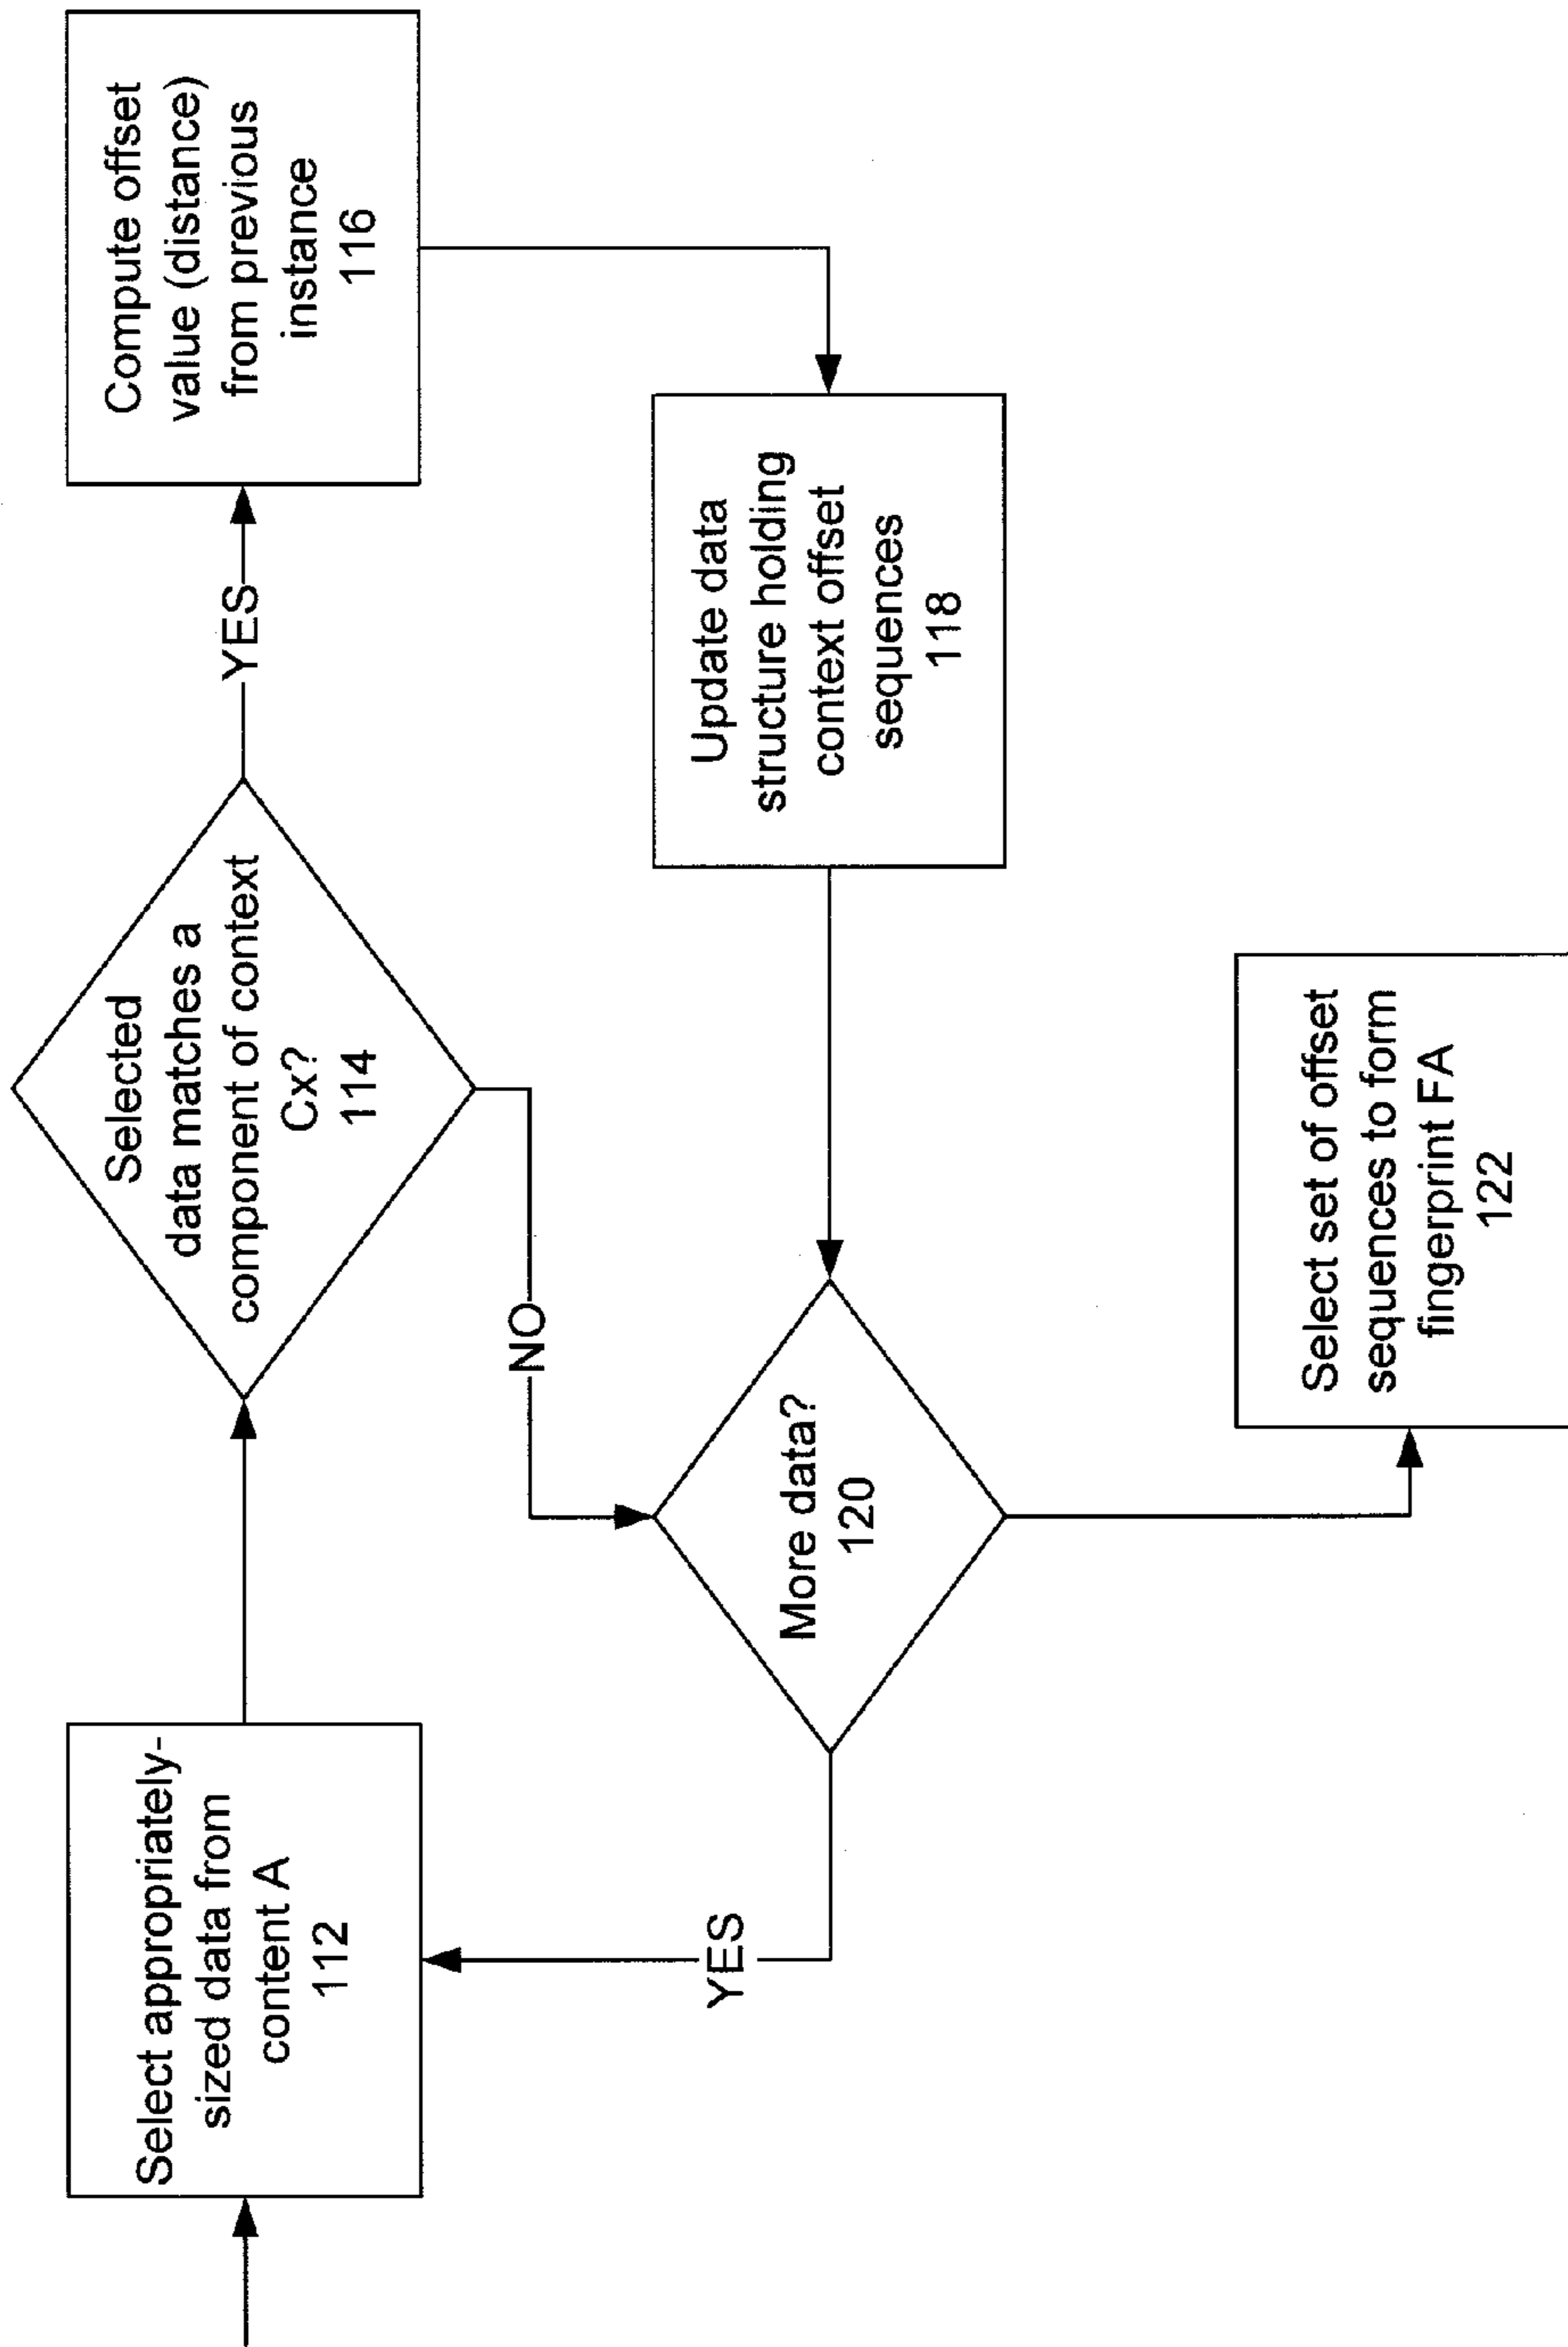 Select appropriately-
sized data from
content A
112
Selected
data matches a
component of context
Cx?
114
YES
Compute offset
value (distance)
from previous
instance
116
NO
Update data
structure holding
context offset
sequences
118
More data?
120
YES
Select set of offset
sequences to form
fingerprint FA
122